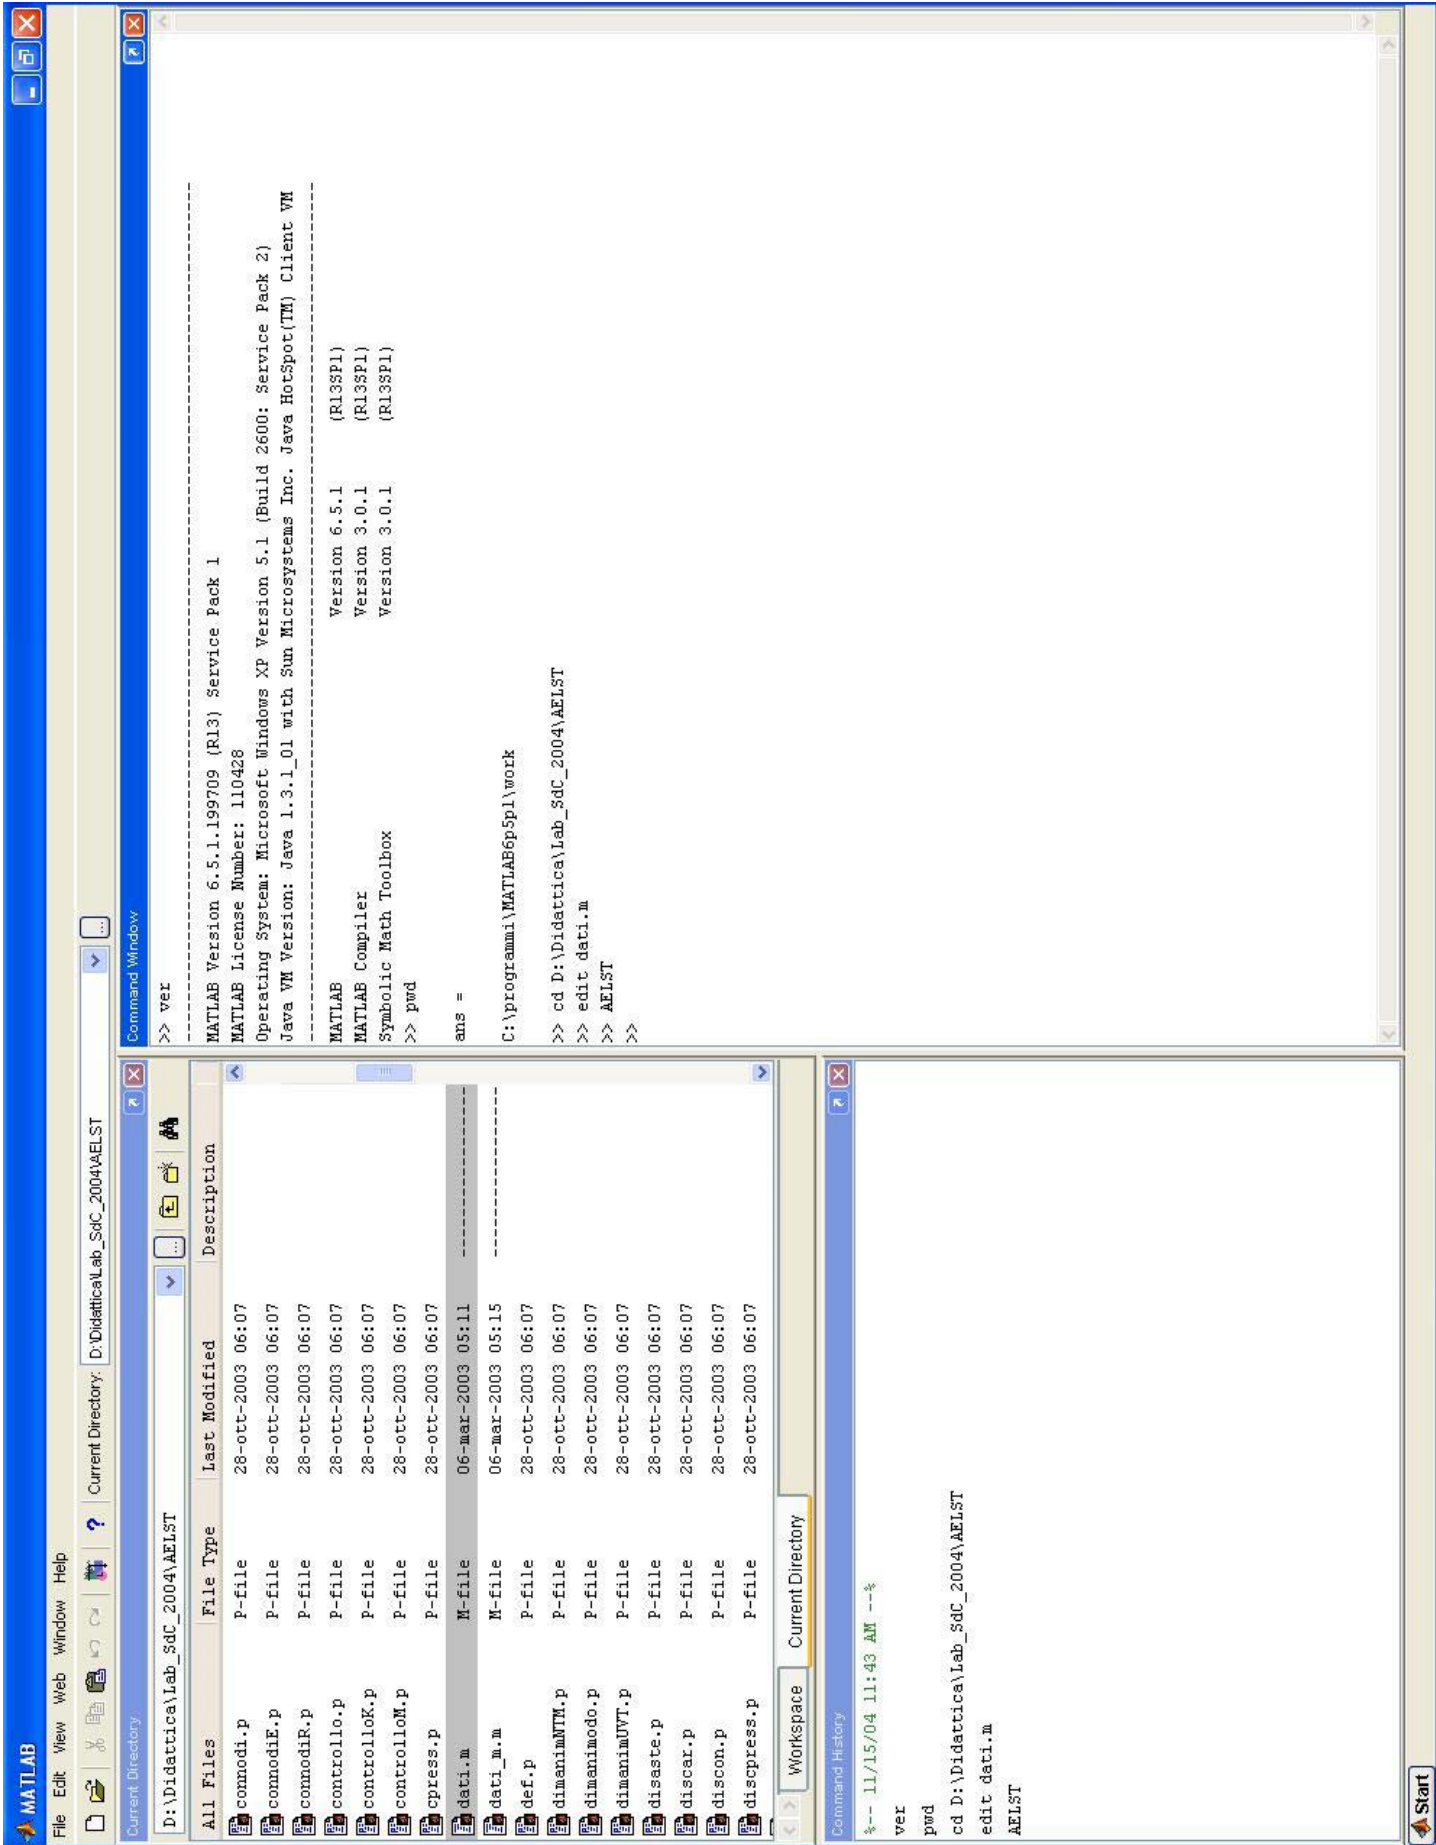 MATLAB
File Edit View Web Window Help
Current Directory: D:\Didattica\Lab_SdC_2004\AELST
Current Directory
D:\Didattica\Lab_SdC_2004\AELST
All Files File Type Last Modified Description
connodi.p P-file 28-ott-2003 06:07
connodiE.p P-file 28-ott-2003 06:07
connodiR.p P-file 28-ott-2003 06:07
controllo.p P-file 28-ott-2003 06:07
controlloK.p P-file 28-ott-2003 06:07
controlloM.p P-file 28-ott-2003 06:07
cpress.p P-file 28-ott-2003 06:07
dati.m M-file 06-mar-2003 05:11 ---------------
dati_m.m M-file 06-mar-2003 05:15 ---------------
def.p P-file 28-ott-2003 06:07
dimanimNTM.p P-file 28-ott-2003 06:07
dimanimodo.p P-file 28-ott-2003 06:07
dimanimUVT.p P-file 28-ott-2003 06:07
disaste.p P-file 28-ott-2003 06:07
discar.p P-file 28-ott-2003 06:07
discon.p P-file 28-ott-2003 06:07
discpress.p P-file 28-ott-2003 06:07
Workspace Current Directory
Command History
%-- 11/15/04 11:43 AM --%
ver
pwd
cd D:\Didattica\Lab_SdC_2004\AELST
edit dati.m
AELST
Command Window
>> ver
-------------------------------------------------------------------------------------
MATLAB Version 6.5.1.199709 (R13) Service Pack 1
MATLAB License Number: 110428
Operating System: Microsoft Windows XP Version 5.1 (Build 2600: Service Pack 2)
Java VM Version: Java 1.3.1_01 with Sun Microsystems Inc. Java HotSpot(TM) Client VM
-------------------------------------------------------------------------------------
MATLAB Version 6.5.1 (R13SP1)
MATLAB Compiler Version 3.0.1 (R13SP1)
Symbolic Math Toolbox Version 3.0.1 (R13SP1)
>> pwd
ans =
C:\programmi\MATLAB6p5p1\work
>> cd D:\Didattica\Lab_SdC_2004\AELST
>> edit dati.m
>> AELST
>>
Start